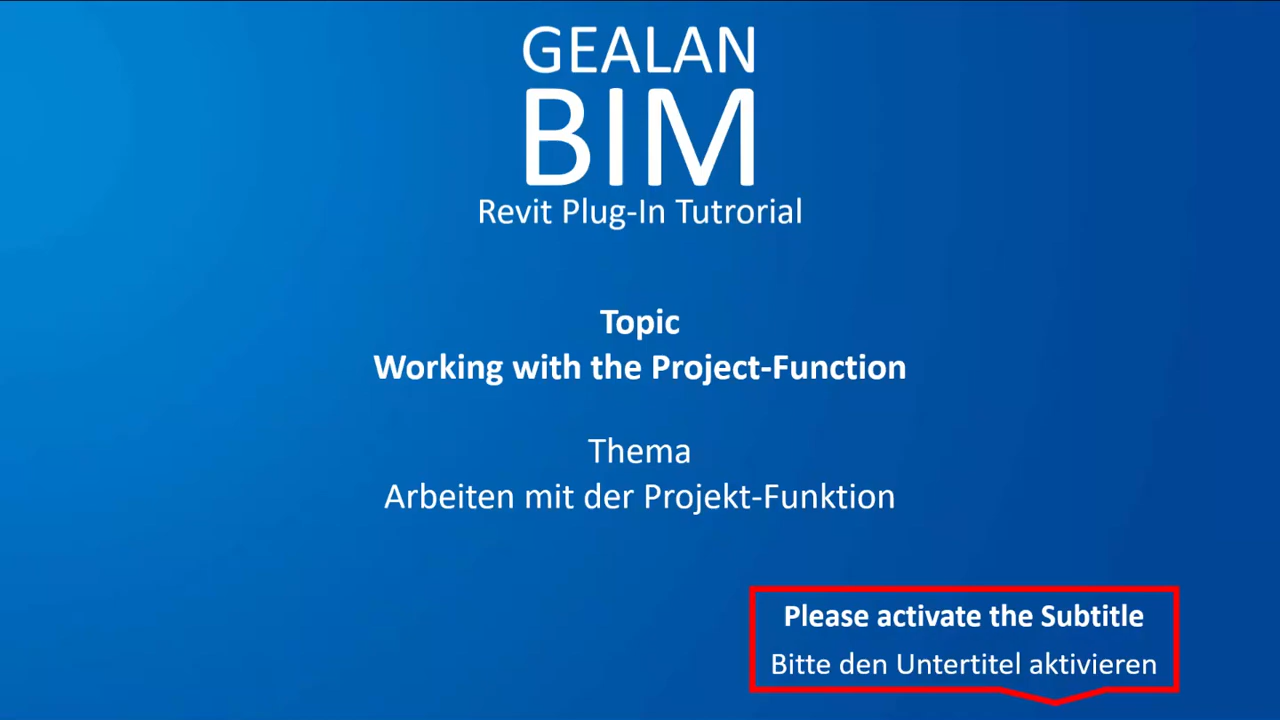 GEALAN
BIM
Revit Plug-In Tutrorial
Topic
Working with the Project-Function
Thema
Arbeiten mit der Projekt-Funktion
Please activate the Subtitle
Bitte den Untertitel aktivieren